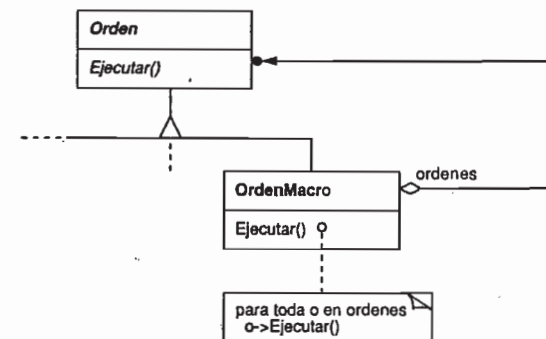 Orden
Ejecutar()
ordenes
OrdenMacro
Ejecutar()
para toda o en ordenes
o->Ejecutar()